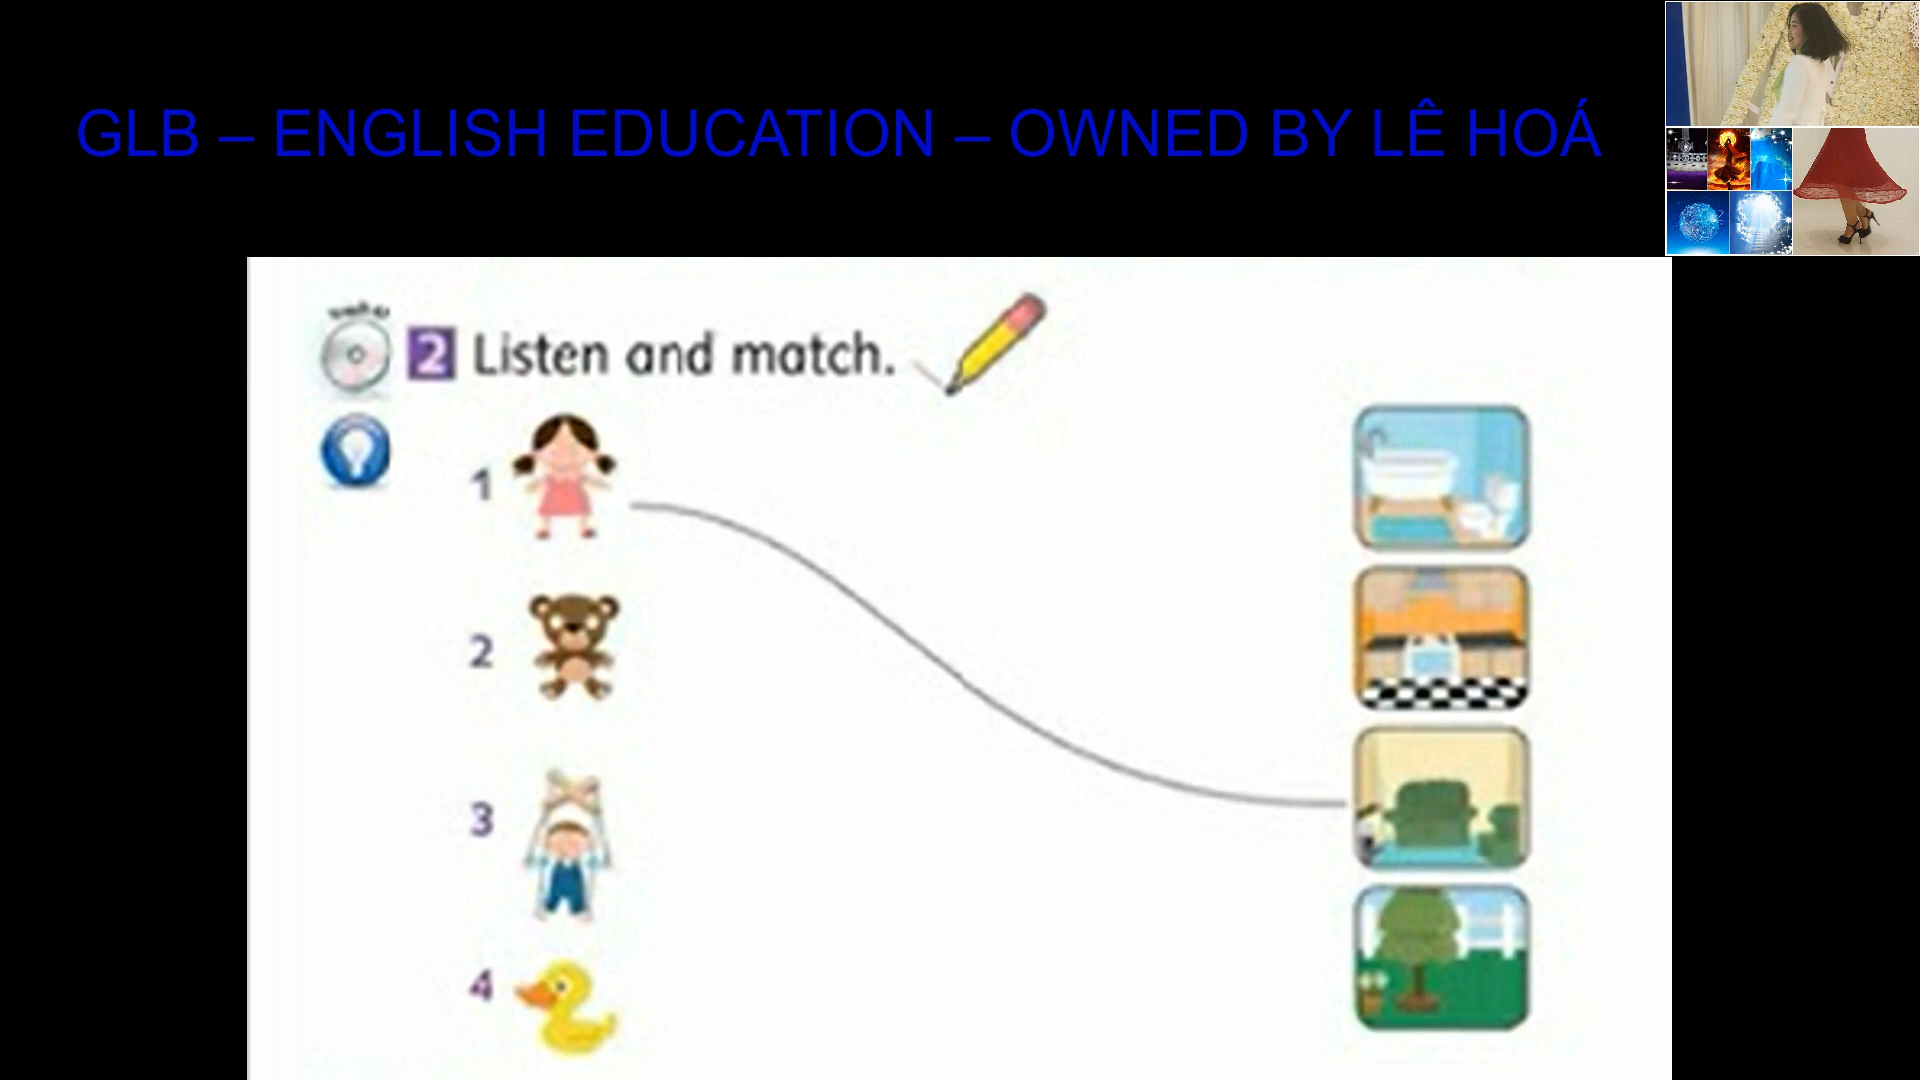 GLB – ENGLISH EDUCATION – OWNED BY LÊ HOÁ
2 Listen and match.
1
2
3
4